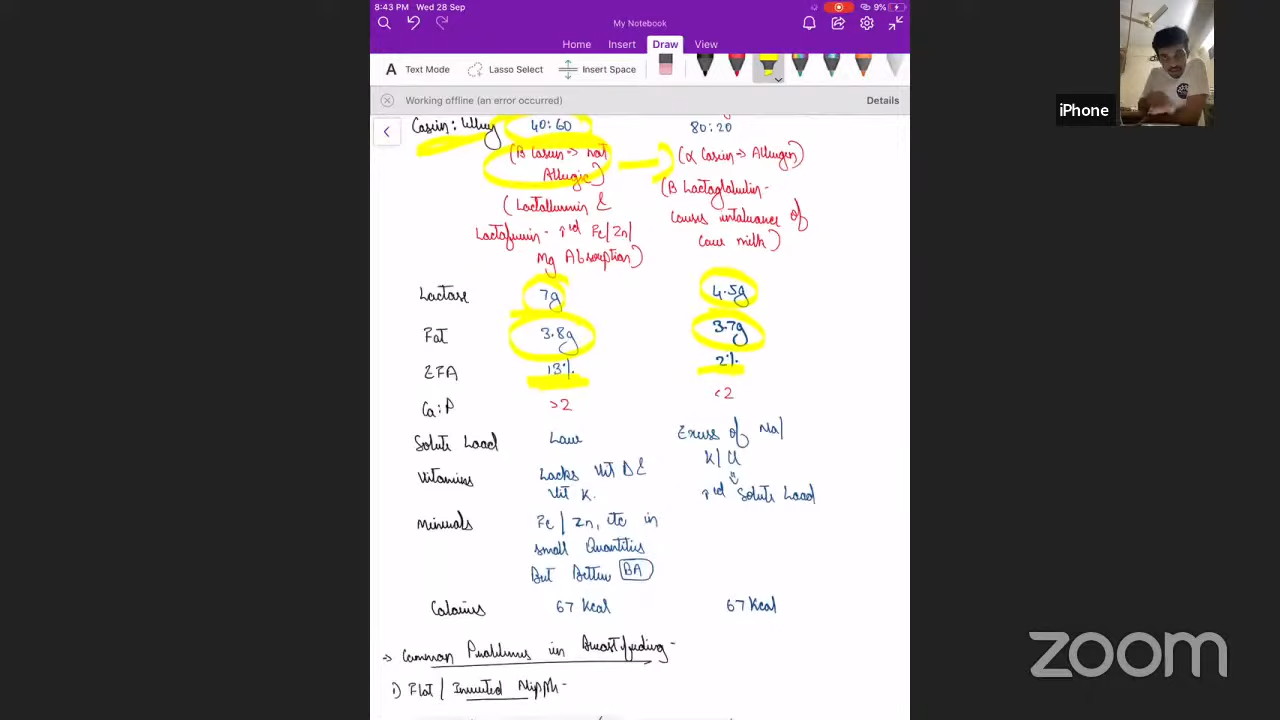 8:43 PM Wed 28 Sep
9%
My Notebook
Home Insert Draw View
Text Mode Lasso Select Insert Space
Working offline (an error occurred) Details
iPhone
Casein: Whey 40:60 80:20
(B Casein => not (α Casein => Allergen)
Allergic)
(B Lactoglobulin-
(Lactalbumin &
causes intolerance of
Lactoferrin - ↑ed Fe/Zn/
cow milk)
Mg Absorption)
Lactose 7g 4.5g
Fat 3.8g 3.7g
EFA 13% 2%
Ca:P >2 <2
Solute Load Low Excess of Na/
K/Cl
Vitamins Lacks Vit D &
Vit K. ↑ed Solute Load
Minerals Fe/Zn, etc in
small Quantities
But Better BA
Calories 67 Kcal 67 Kcal
→ Common Problems in Breastfeeding-
1) Flat/Inverted Nipple-
zoom